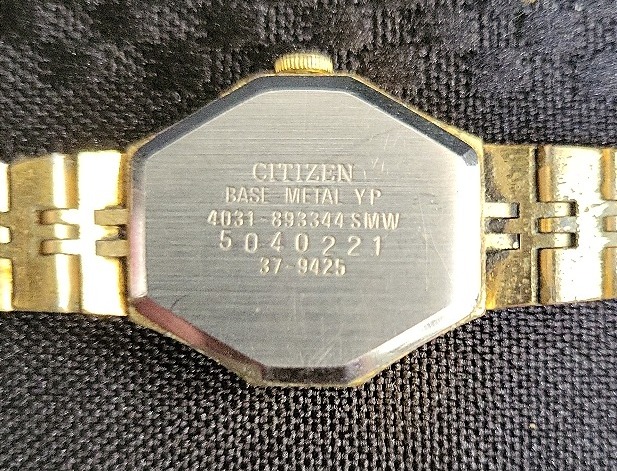 CITIZEN
BASE METAL YP
4031-893344 SMW
5040221
37-9425